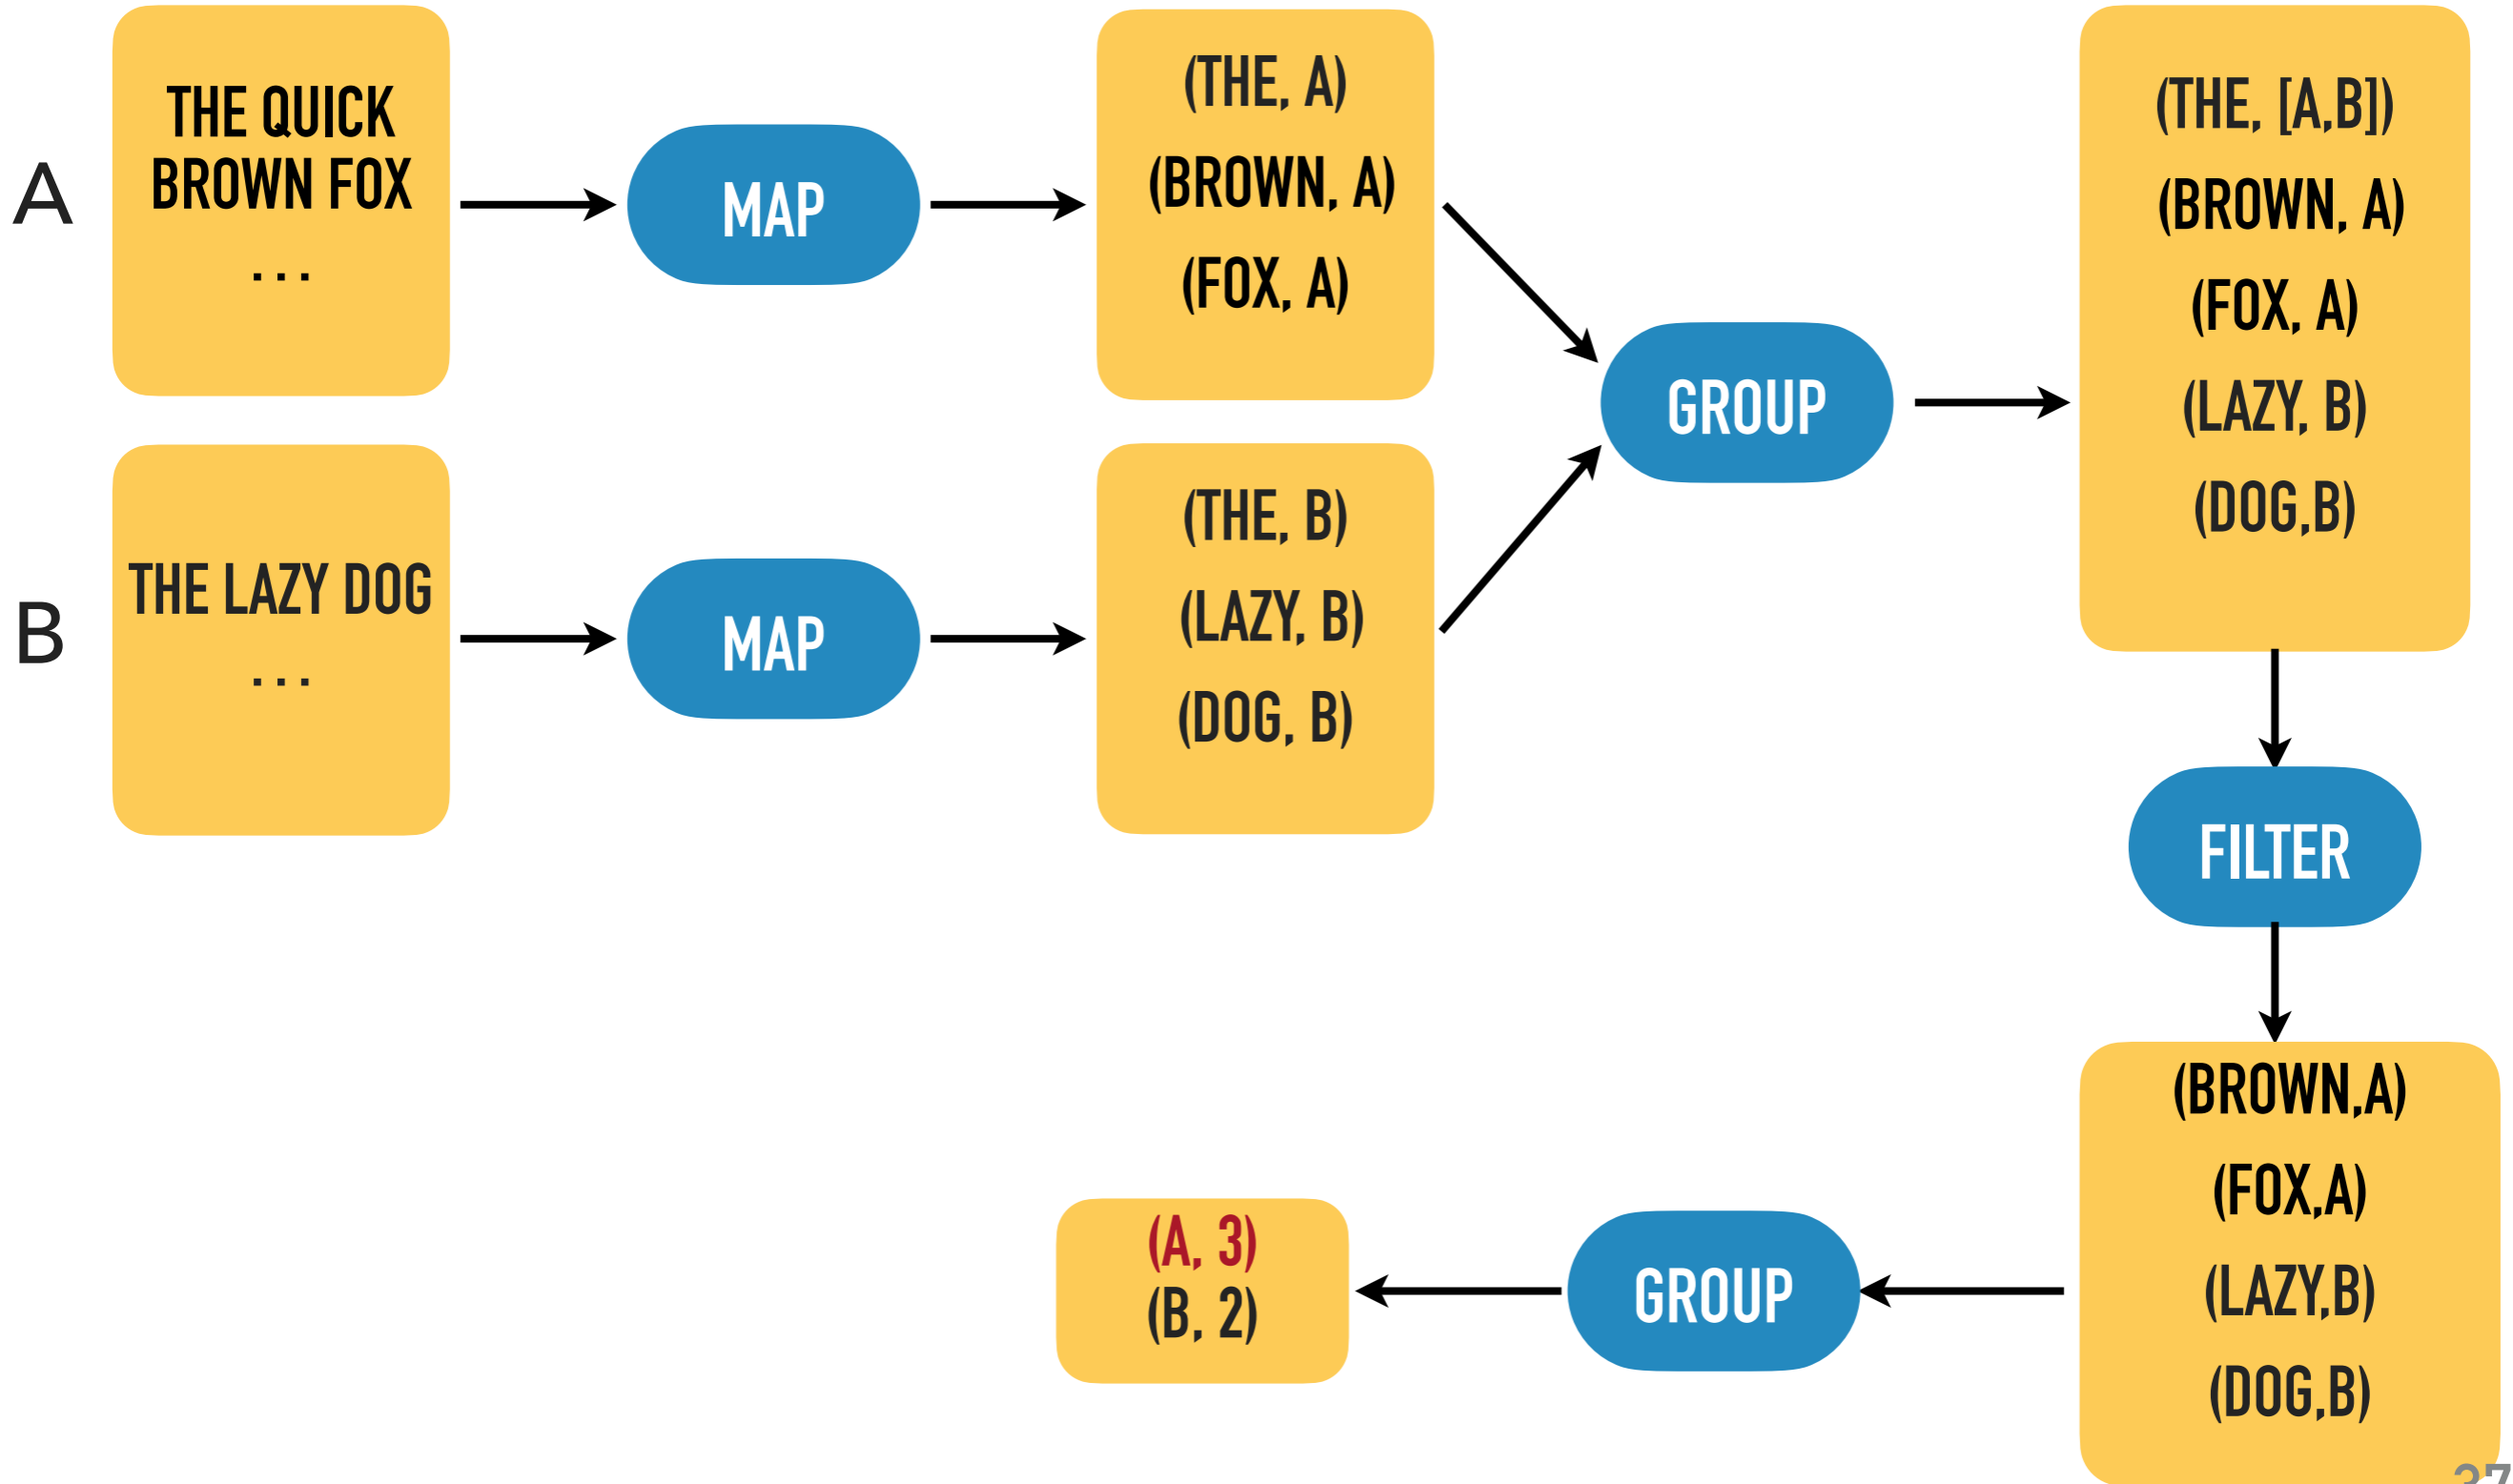 A
THE QUICK
BROWN FOX
...
MAP
(THE, A)
(BROWN, A)
(FOX, A)
B
THE LAZY DOG
...
MAP
(THE, B)
(LAZY, B)
(DOG, B)
GROUP
(THE, [A,B])
(BROWN, A)
(FOX, A)
(LAZY, B)
(DOG,B)
FILTER
(BROWN,A)
(FOX,A)
(LAZY,B)
(DOG,B)
GROUP
(A, 3)
(B, 2)
37